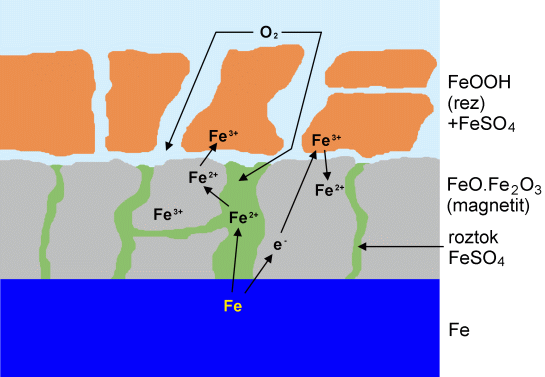 O₂
Fe³⁺
Fe³⁺
FeOOH
(rez)
+FeSO₄
Fe²⁺
Fe²⁺
FeO.Fe₂O₃
(magnetit)
Fe³⁺
Fe²⁺
e⁻
roztok
FeSO₄
Fe
Fe